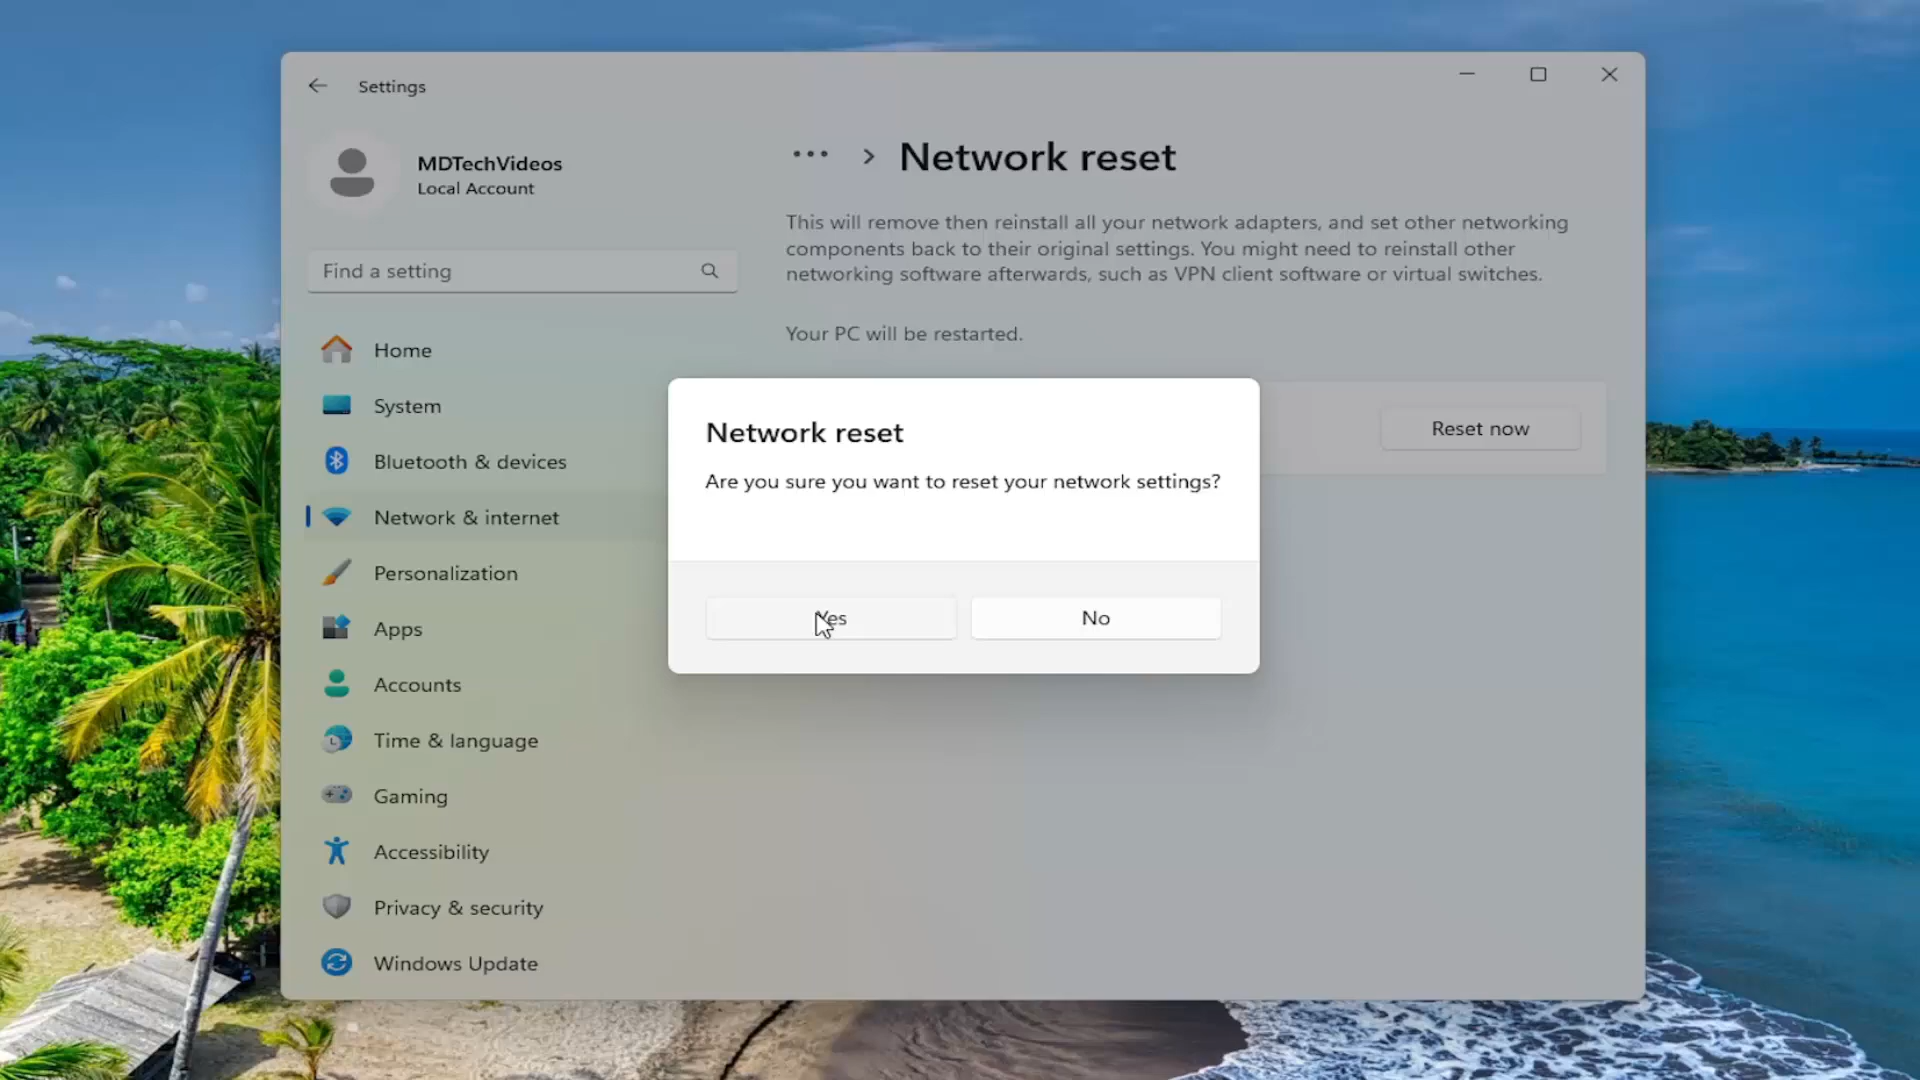 Settings
MDTechVideos
Local Account
Find a setting
Home
System
Bluetooth & devices
Network & internet
Personalization
Apps
Accounts
Time & language
Gaming
Accessibility
Privacy & security
Windows Update
... > Network reset
This will remove then reinstall all your network adapters, and set other networking
components back to their original settings. You might need to reinstall other
networking software afterwards, such as VPN client software or virtual switches.
Your PC will be restarted.
Reset now
Network reset
Are you sure you want to reset your network settings?
Yes
No